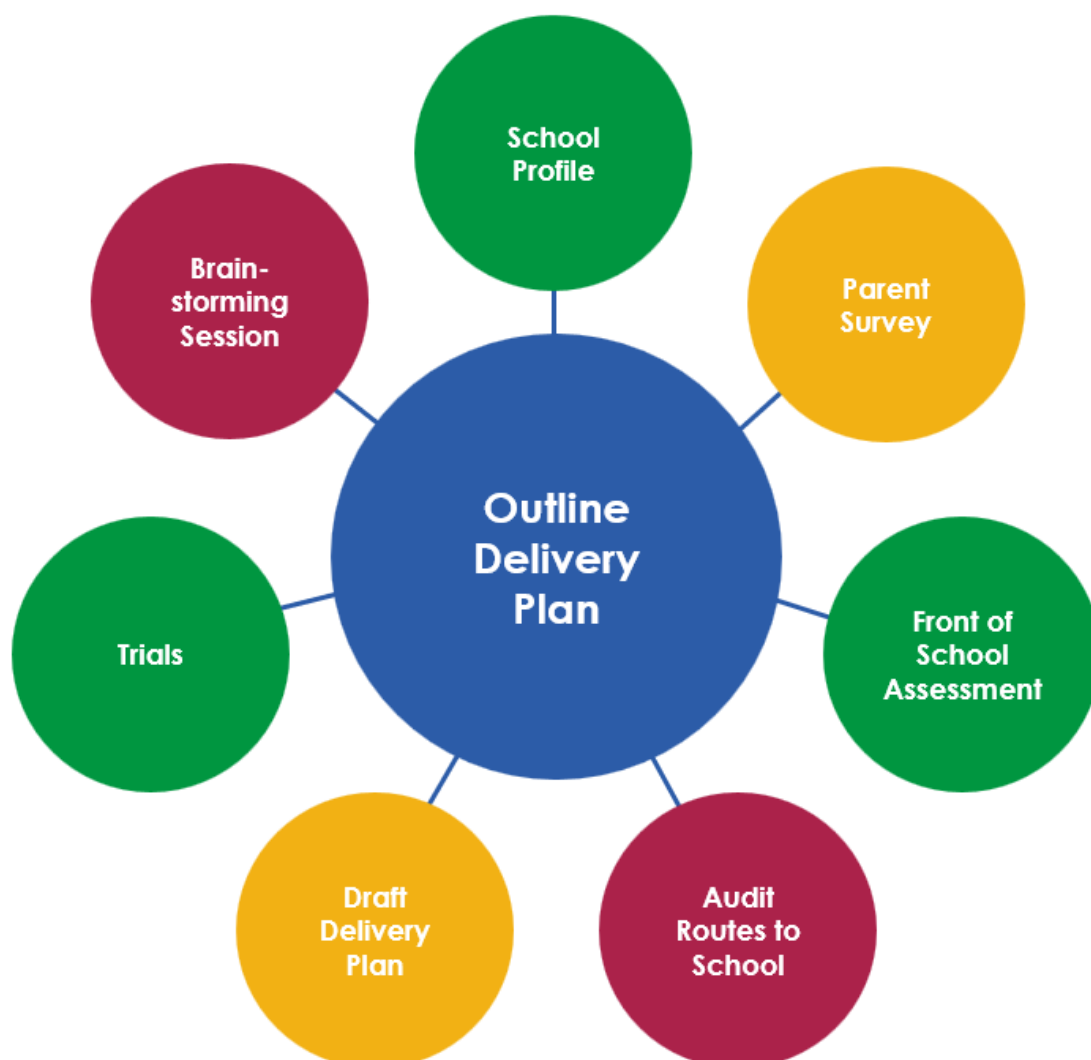 School
Profile
Brain-
storming
Session
Parent
Survey
Outline
Delivery
Plan
Front of
School
Assessment
Trials
Draft
Delivery
Plan
Audit
Routes to
School